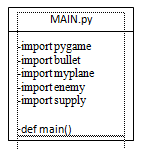 MAIN.py
-import pygame
-import bullet
-import myplane
-import enemy
-import supply
-def main()